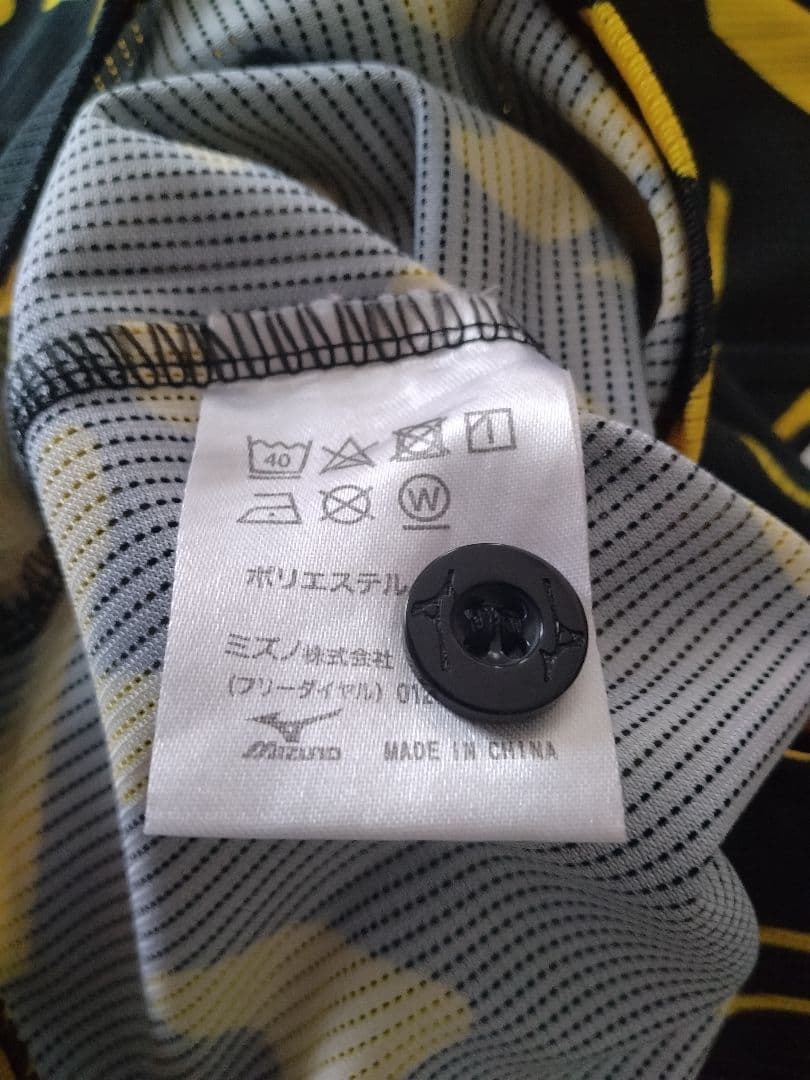 40
W
ポリエステル
ミズノ株式会社
(フリーダイヤル) 012
MIZUNO MADE IN CHINA